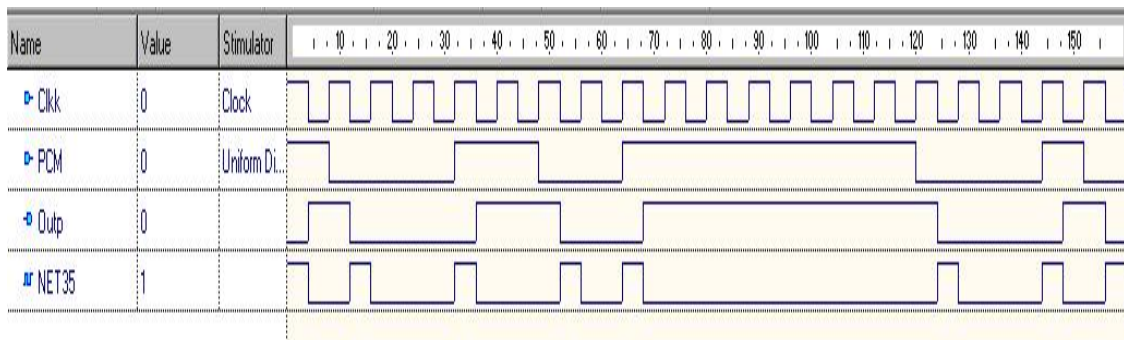 Name Value Stimulator 10 20 30 40 50 60 70 80 90 100 110 120 130 140 150
Clkk 0 Clock
PCM 0 Uniform Di...
Outp 0
NET35 1